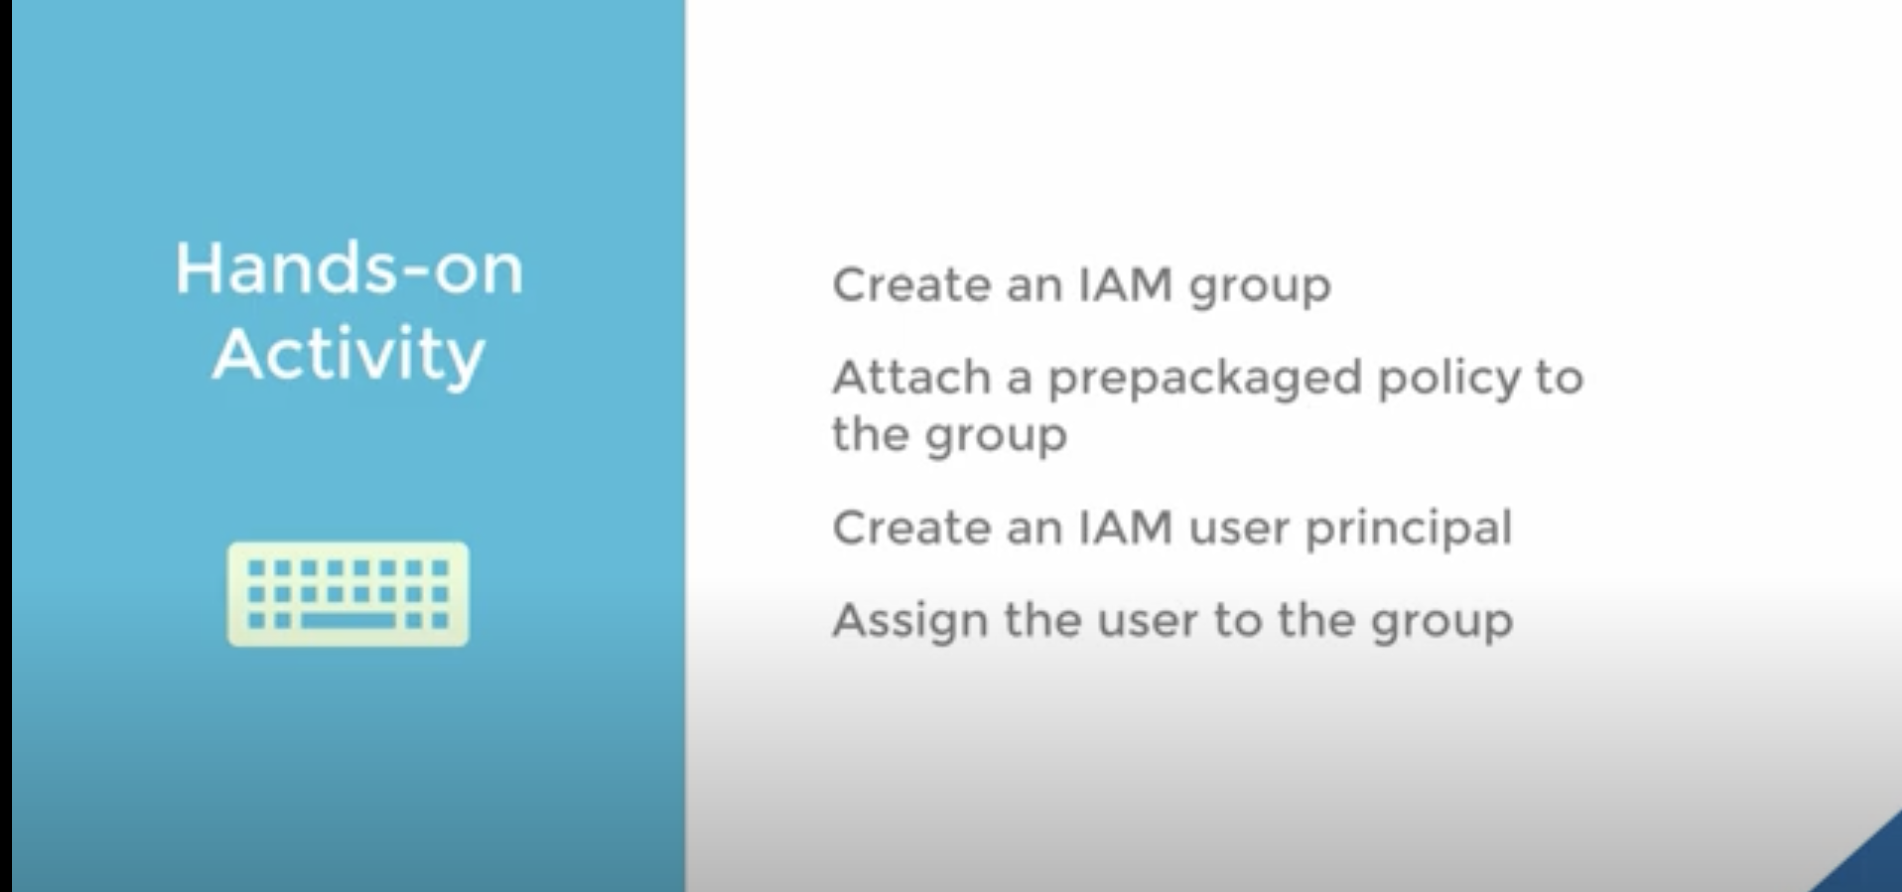 Hands-on
Activity
Create an IAM group
Attach a prepackaged policy to
the group
Create an IAM user principal
Assign the user to the group